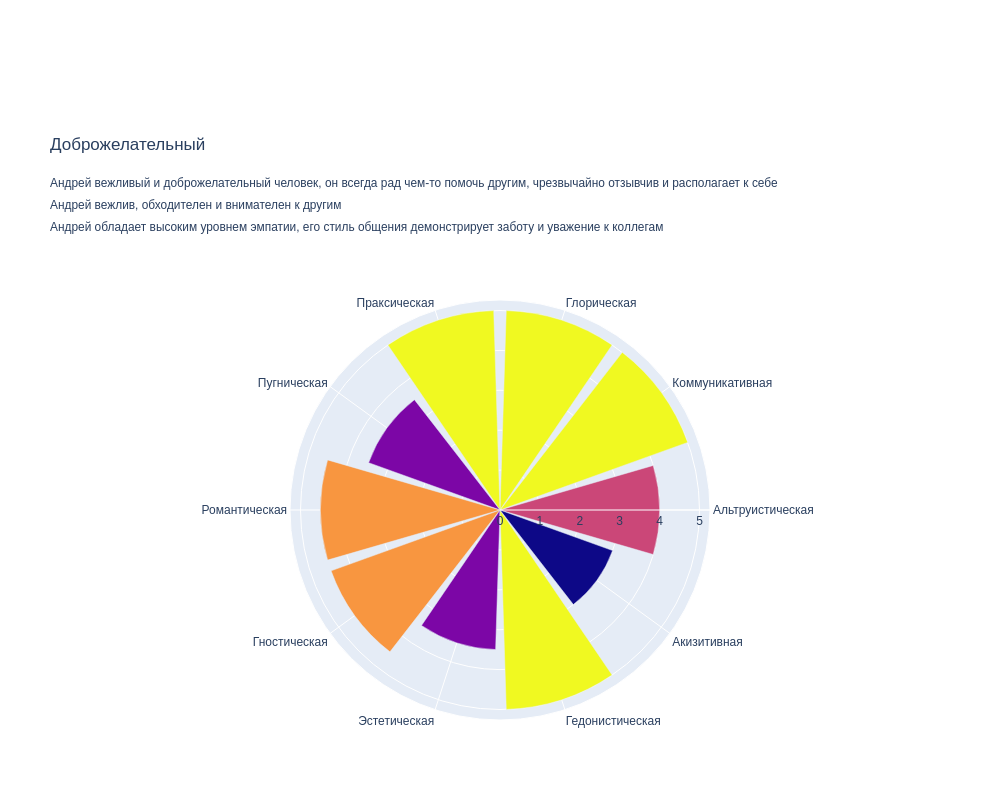 Доброжелательный
Андрей вежливый и доброжелательный человек, он всегда рад чем-то помочь другим, чрезвычайно отзывчив и располагает к себе
Андрей вежлив, обходителен и внимателен к другим
Андрей обладает высоким уровнем эмпатии, его стиль общения демонстрирует заботу и уважение к коллегам
Праксическая
Глорическая
Пугническая
Коммуникативная
Романтическая
Альтруистическая
0 1 2 3 4 5
Гностическая
Акизитивная
Эстетическая
Гедонистическая